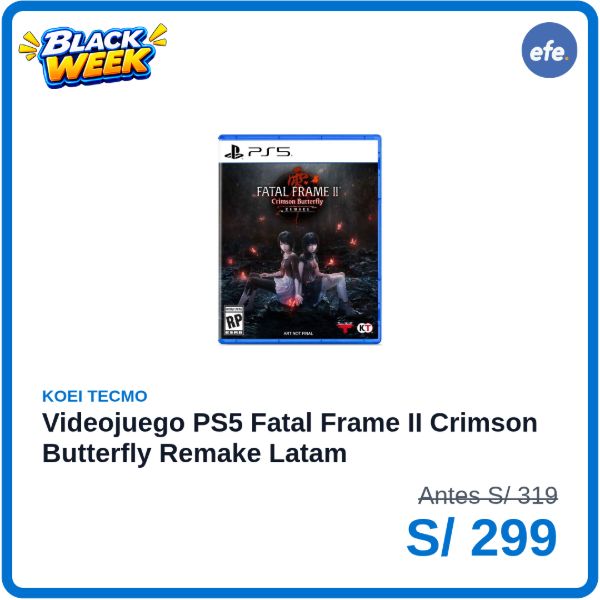 BLACK
WEEK
efe.
PS5
FATAL FRAME II
Crimson Butterfly
REMAKE
RP
ESRB
ART NOT FINAL
KT
KOEI TECMO
Videojuego PS5 Fatal Frame II Crimson
Butterfly Remake Latam
Antes S/ 319
S/ 299